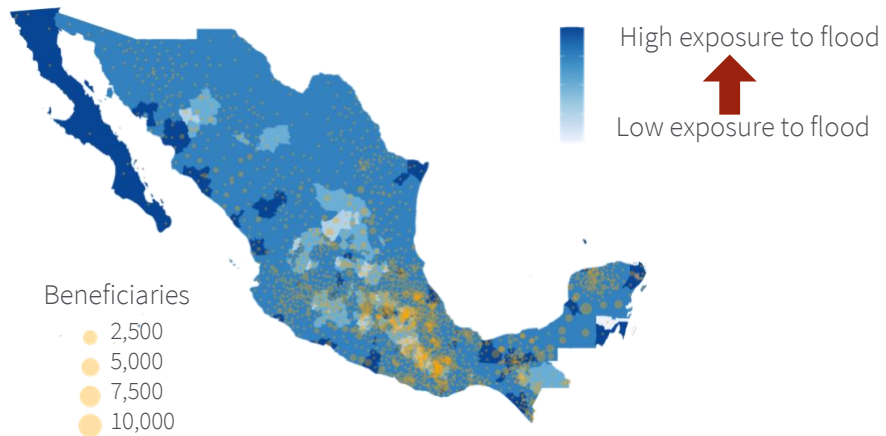 High exposure to flood
Low exposure to flood
Beneficiaries
2,500
5,000
7,500
10,000